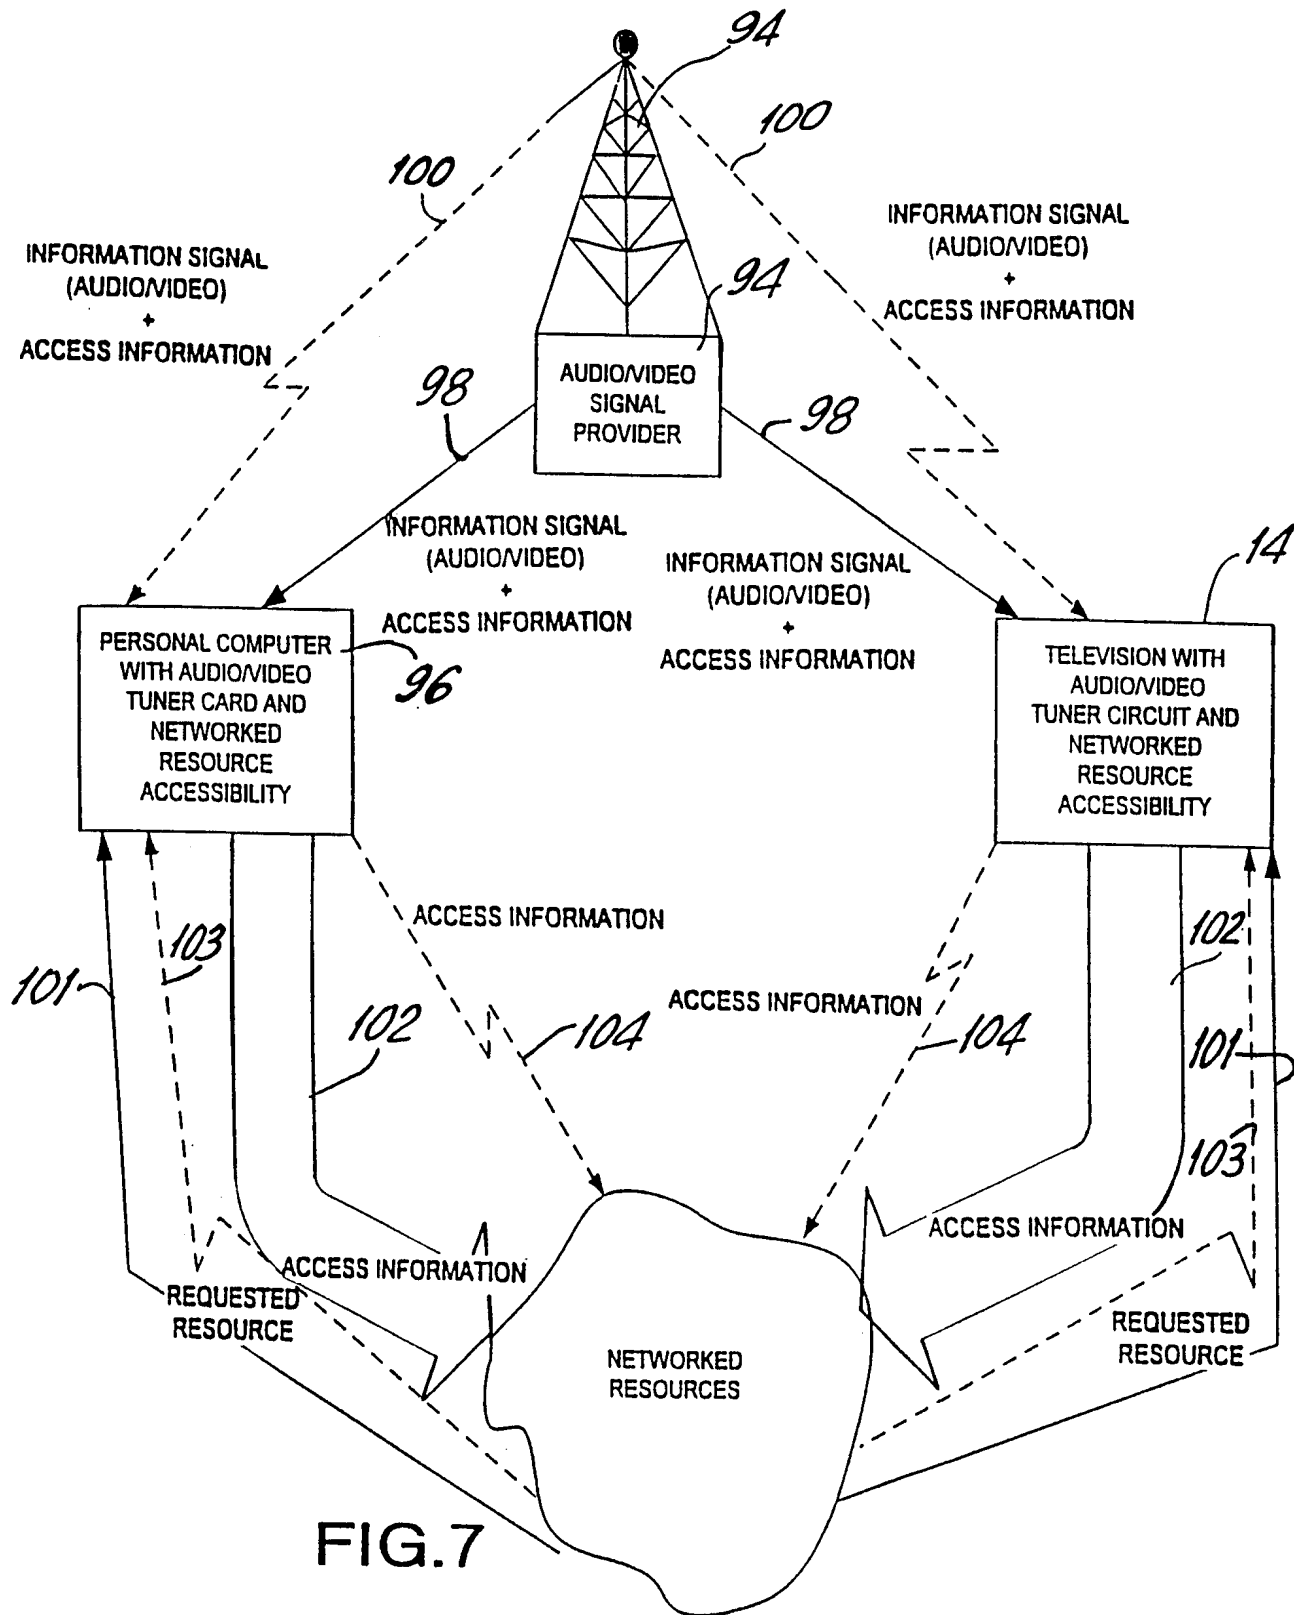 94
100
100
INFORMATION SIGNAL
(AUDIO/VIDEO)
+
ACCESS INFORMATION
INFORMATION SIGNAL
(AUDIO/VIDEO)
+
ACCESS INFORMATION
94
AUDIO/VIDEO
SIGNAL
PROVIDER
98
98
INFORMATION SIGNAL
(AUDIO/VIDEO)
+
ACCESS INFORMATION
INFORMATION SIGNAL
(AUDIO/VIDEO)
+
ACCESS INFORMATION
14
PERSONAL COMPUTER
WITH AUDIO/VIDEO
TUNER CARD AND
NETWORKED
RESOURCE
ACCESSIBILITY
96
TELEVISION WITH
AUDIO/VIDEO
TUNER CIRCUIT AND
NETWORKED
RESOURCE
ACCESSIBILITY
ACCESS INFORMATION
103
101
102
104
ACCESS INFORMATION
104
102
101
103
ACCESS INFORMATION
REQUESTED
RESOURCE
ACCESS INFORMATION
REQUESTED
RESOURCE
NETWORKED
RESOURCES
FIG.7